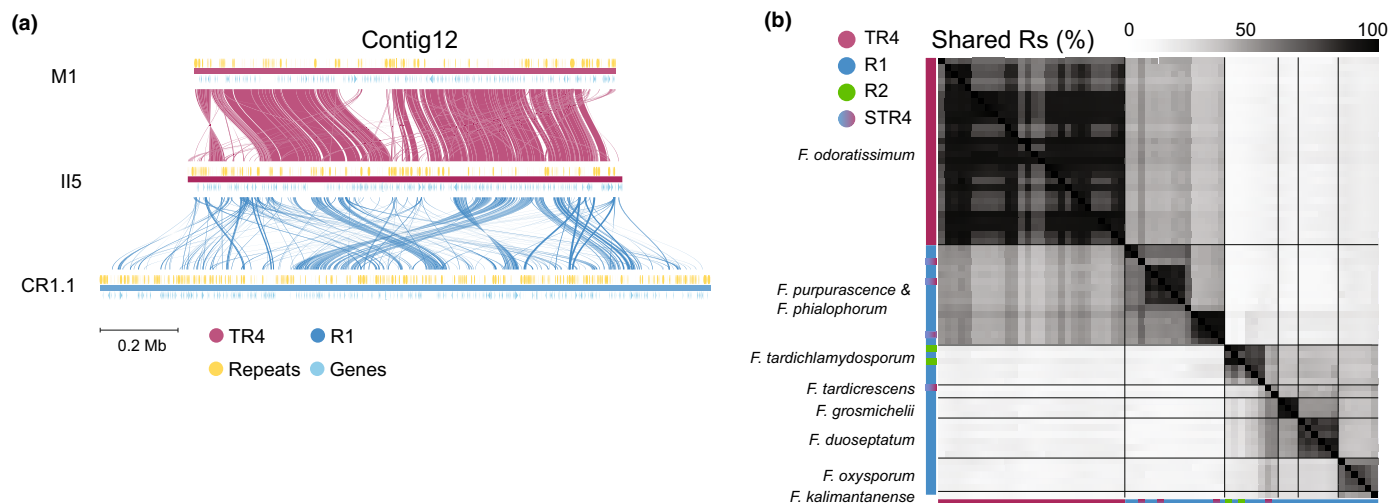 (a)
Contig12
M1
II5
CR1.1
0.2 Mb
TR4
R1
Repeats
Genes
(b)
TR4
R1
R2
STR4
Shared Rs (%)
0
50
100
F. odoratissimum
F. purpurascence &
F. phialophorum
F. tardichlamydosporum
F. tardicrescens
F. grosmichelii
F. duoseptatum
F. oxysporum
F. kalimantanense